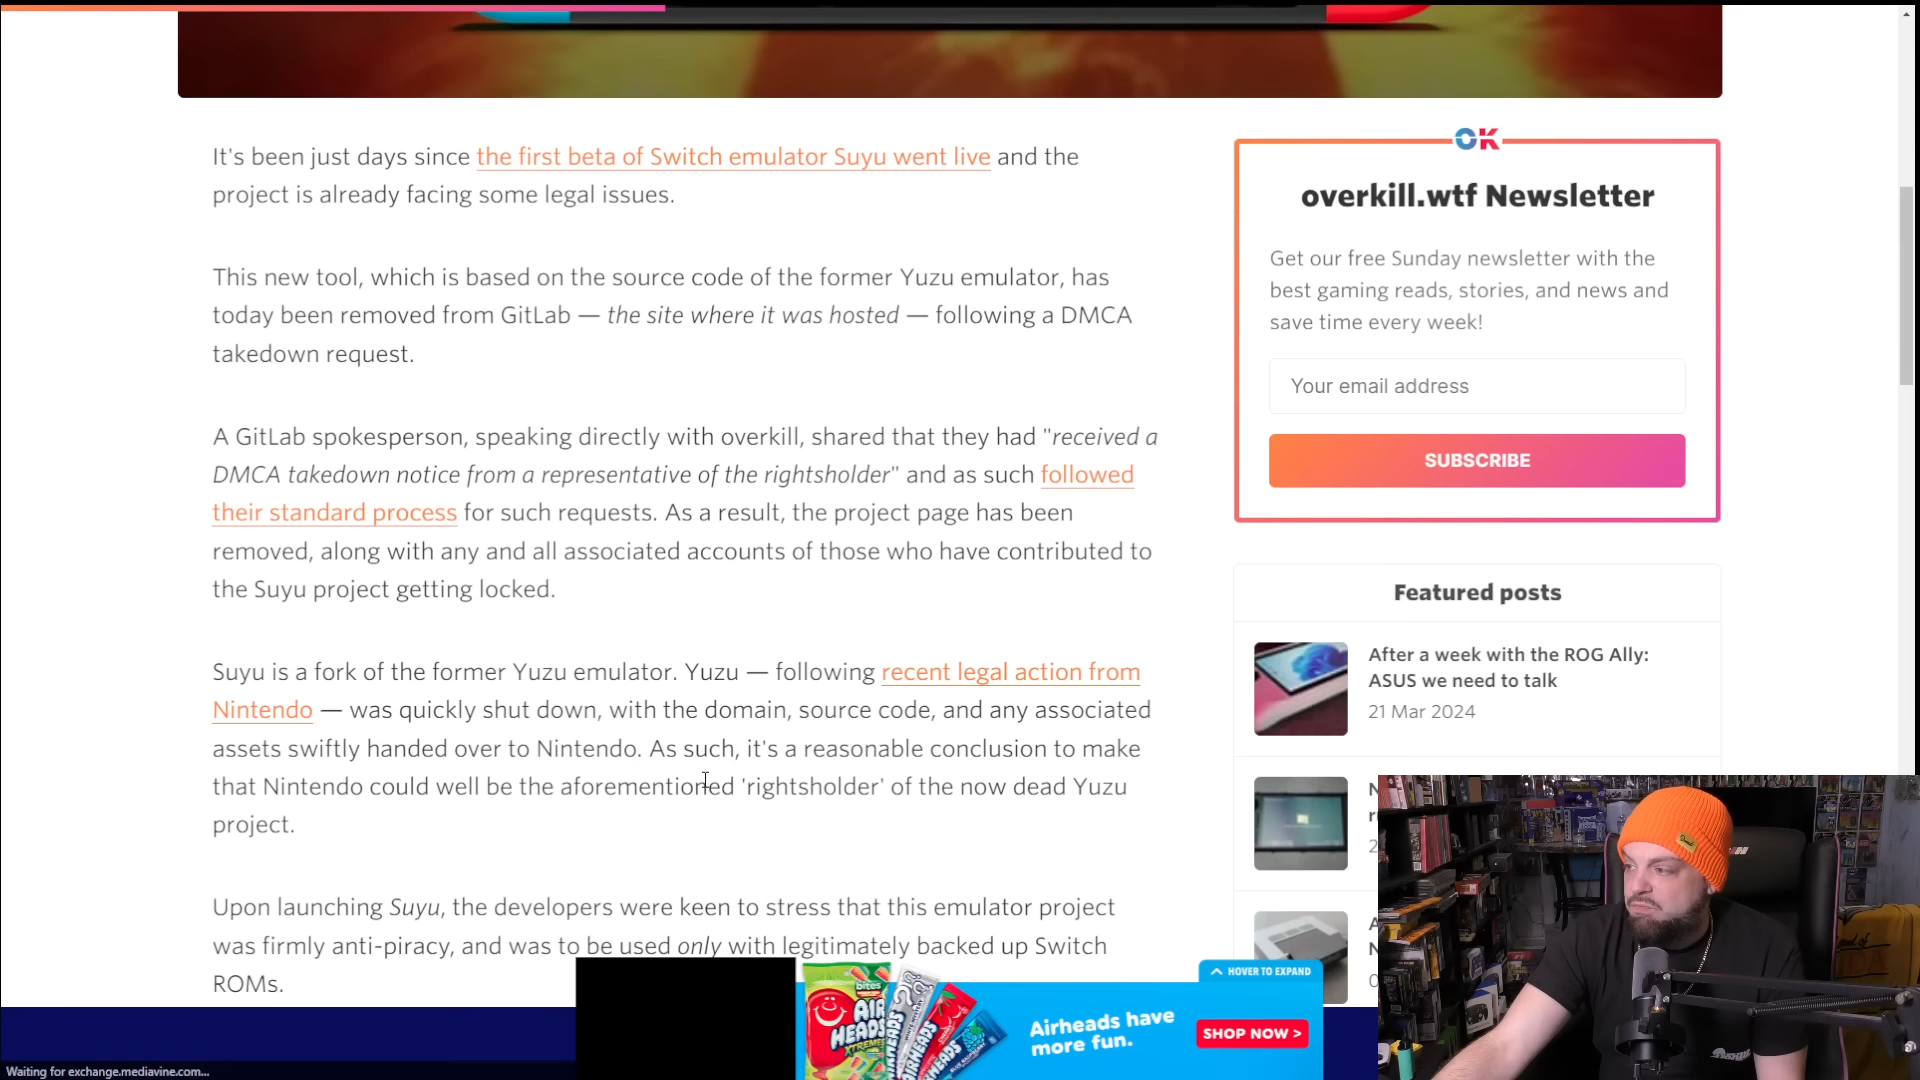 It's been just days since the first beta of Switch emulator Suyu went live and the
project is already facing some legal issues.
This new tool, which is based on the source code of the former Yuzu emulator, has
today been removed from GitLab — the site where it was hosted — following a DMCA
takedown request.
A GitLab spokesperson, speaking directly with overkill, shared that they had "received a
DMCA takedown notice from a representative of the rightsholder" and as such followed
their standard process for such requests. As a result, the project page has been
removed, along with any and all associated accounts of those who have contributed to
the Suyu project getting locked.
Suyu is a fork of the former Yuzu emulator. Yuzu — following recent legal action from
Nintendo — was quickly shut down, with the domain, source code, and any associated
assets swiftly handed over to Nintendo. As such, it's a reasonable conclusion to make
that Nintendo could well be the aforementioned 'rightsholder' of the now dead Yuzu
project.
Upon launching Suyu, the developers were keen to stress that this emulator project
was firmly anti-piracy, and was to be used only with legitimately backed up Switch
ROMs.
OK
overkill.wtf Newsletter
Get our free Sunday newsletter with the
best gaming reads, stories, and news and
save time every week!
Your email address
SUBSCRIBE
Featured posts
After a week with the ROG Ally:
ASUS we need to talk
21 Mar 2024
HOVER TO EXPAND
bites
AIRHEADS
XTREMES
Airheads have
more fun.
SHOP NOW >
Waiting for exchange.mediavine.com...